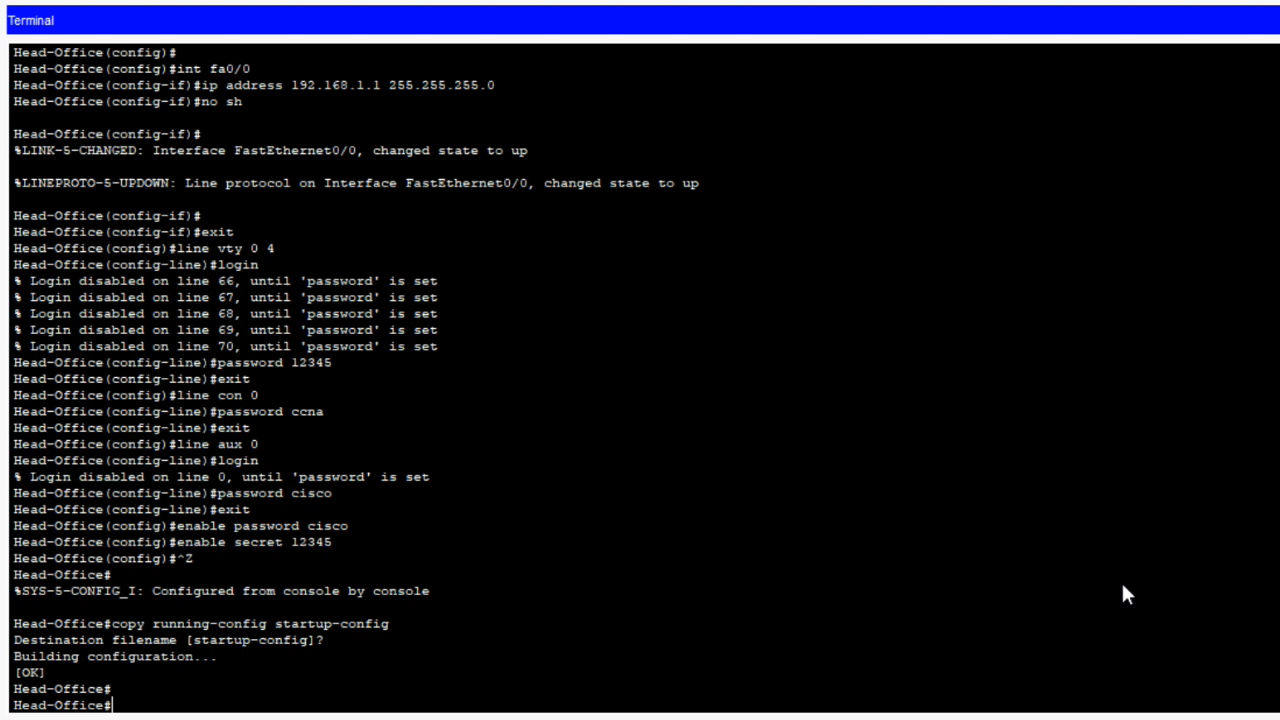 Terminal
Head-Office(config)#
Head-Office(config)#int fa0/0
Head-Office(config-if)#ip address 192.168.1.1 255.255.255.0
Head-Office(config-if)#no sh
Head-Office(config-if)#
%LINK-5-CHANGED: Interface FastEthernet0/0, changed state to up
%LINEPROTO-5-UPDOWN: Line protocol on Interface FastEthernet0/0, changed state to up
Head-Office(config-if)#
Head-Office(config-if)#exit
Head-Office(config)#line vty 0 4
Head-Office(config-line)#login
% Login disabled on line 66, until 'password' is set
% Login disabled on line 67, until 'password' is set
% Login disabled on line 68, until 'password' is set
% Login disabled on line 69, until 'password' is set
% Login disabled on line 70, until 'password' is set
Head-Office(config-line)#password 12345
Head-Office(config-line)#exit
Head-Office(config)#line con 0
Head-Office(config-line)#password ccna
Head-Office(config-line)#exit
Head-Office(config)#line aux 0
Head-Office(config-line)#login
% Login disabled on line 0, until 'password' is set
Head-Office(config-line)#password cisco
Head-Office(config-line)#exit
Head-Office(config)#enable password cisco
Head-Office(config)#enable secret 12345
Head-Office(config)#^Z
Head-Office#
%SYS-5-CONFIG_I: Configured from console by console
Head-Office#copy running-config startup-config
Destination filename [startup-config]?
Building configuration...
[OK]
Head-Office#
Head-Office#